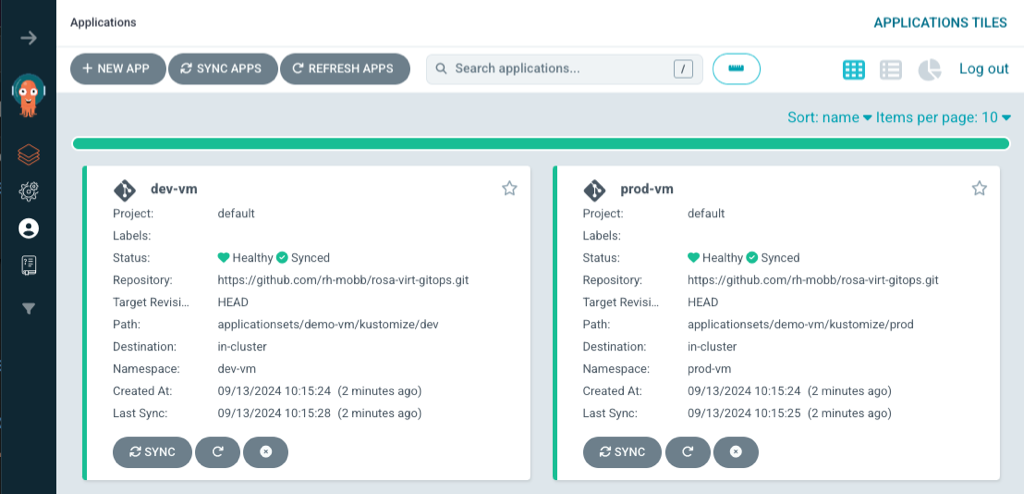 Applications
APPLICATIONS TILES
+ NEW APP
SYNC APPS
REFRESH APPS
Search applications...
/
Log out
Sort: name
Items per page: 10
dev-vm
Project: default
Labels:
Status: Healthy Synced
Repository: https://github.com/rh-mobb/rosa-virt-gitops.git
Target Revisi... HEAD
Path: applicationsets/demo-vm/kustomize/dev
Destination: in-cluster
Namespace: dev-vm
Created At: 09/13/2024 10:15:24 (2 minutes ago)
Last Sync: 09/13/2024 10:15:28 (2 minutes ago)
SYNC
prod-vm
Project: default
Labels:
Status: Healthy Synced
Repository: https://github.com/rh-mobb/rosa-virt-gitops.git
Target Revisi... HEAD
Path: applicationsets/demo-vm/kustomize/prod
Destination: in-cluster
Namespace: prod-vm
Created At: 09/13/2024 10:15:24 (2 minutes ago)
Last Sync: 09/13/2024 10:15:25 (2 minutes ago)
SYNC